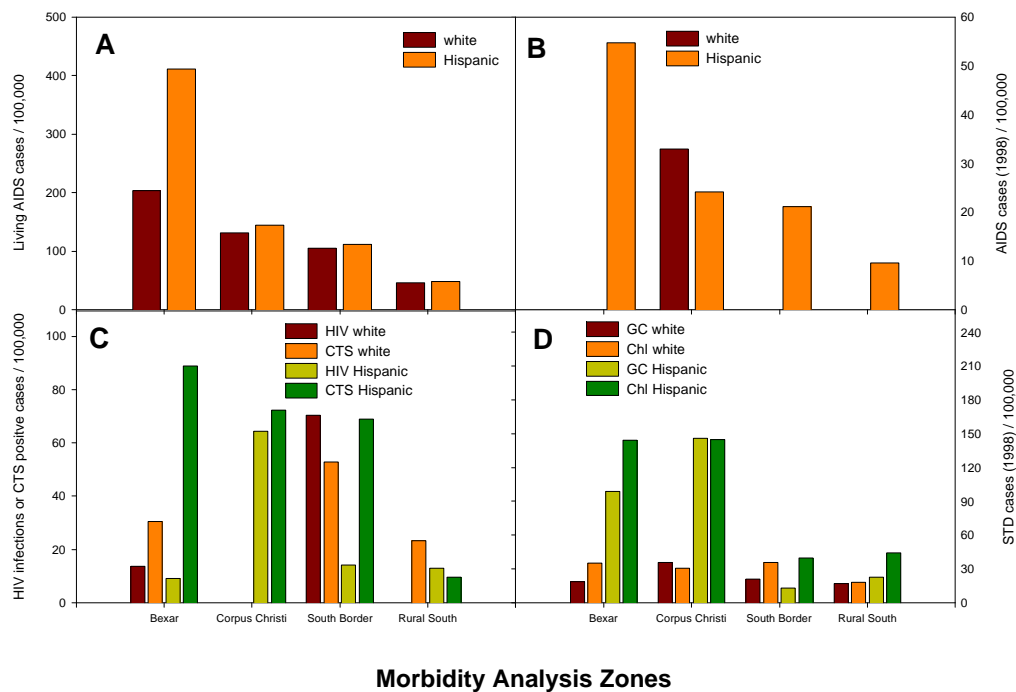 A
white
Hispanic
500
400
300
200
100
0
Living AIDS cases / 100,000
B
white
Hispanic
60
50
40
30
20
10
0
AIDS cases (1998) / 100,000
C
HIV white
CTS white
HIV Hispanic
CTS Hispanic
100
80
60
40
20
0
HIV infections or CTS positive cases / 100,000
Bexar
Corpus Christi
South Border
Rural South
D
GC white
Chl white
GC Hispanic
Chl Hispanic
240
210
180
150
120
90
60
30
0
STD cases (1998) / 100,000
Bexar
Corpus Christi
South Border
Rural South
Morbidity Analysis Zones